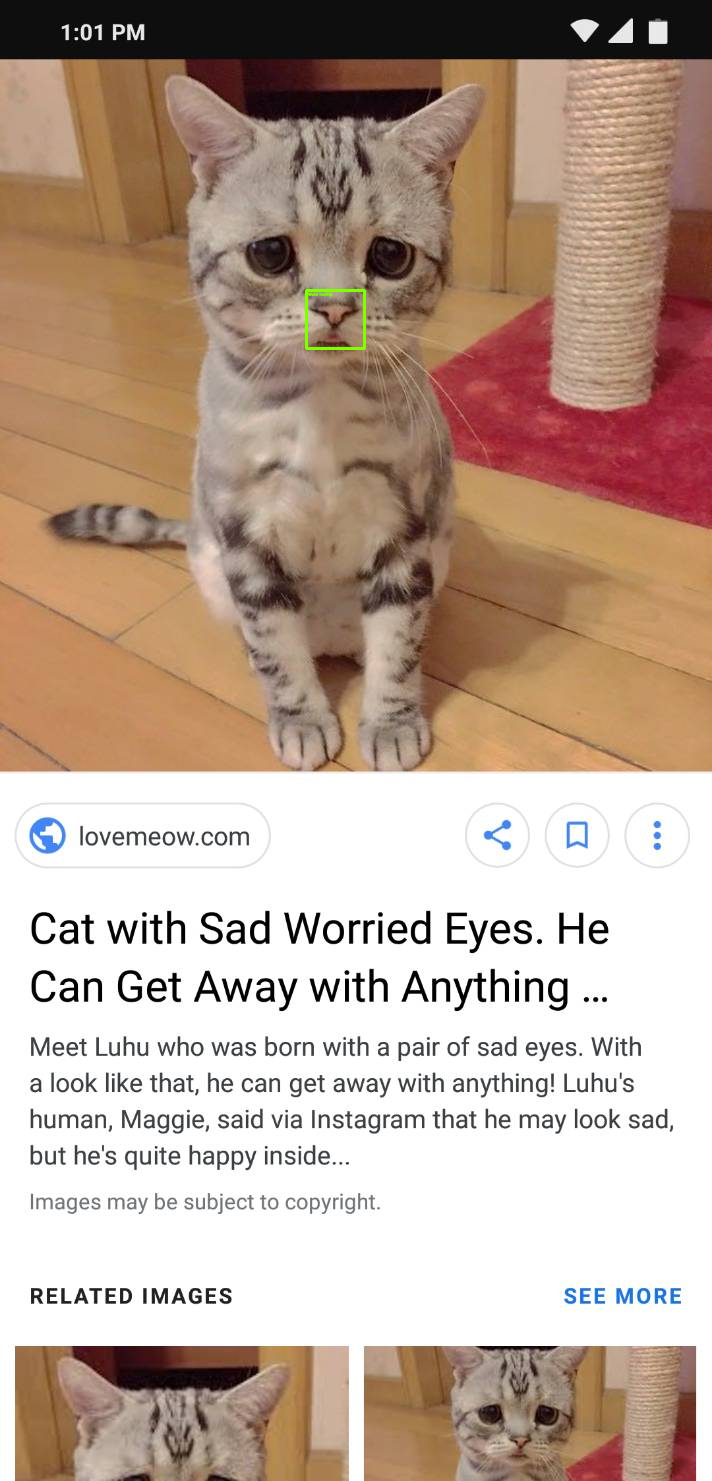 1:01 PM
lovemeow.com
Cat with Sad Worried Eyes. He
Can Get Away with Anything ...
Meet Luhu who was born with a pair of sad eyes. With
a look like that, he can get away with anything! Luhu's
human, Maggie, said via Instagram that he may look sad,
but he's quite happy inside...
Images may be subject to copyright.
RELATED IMAGES
SEE MORE